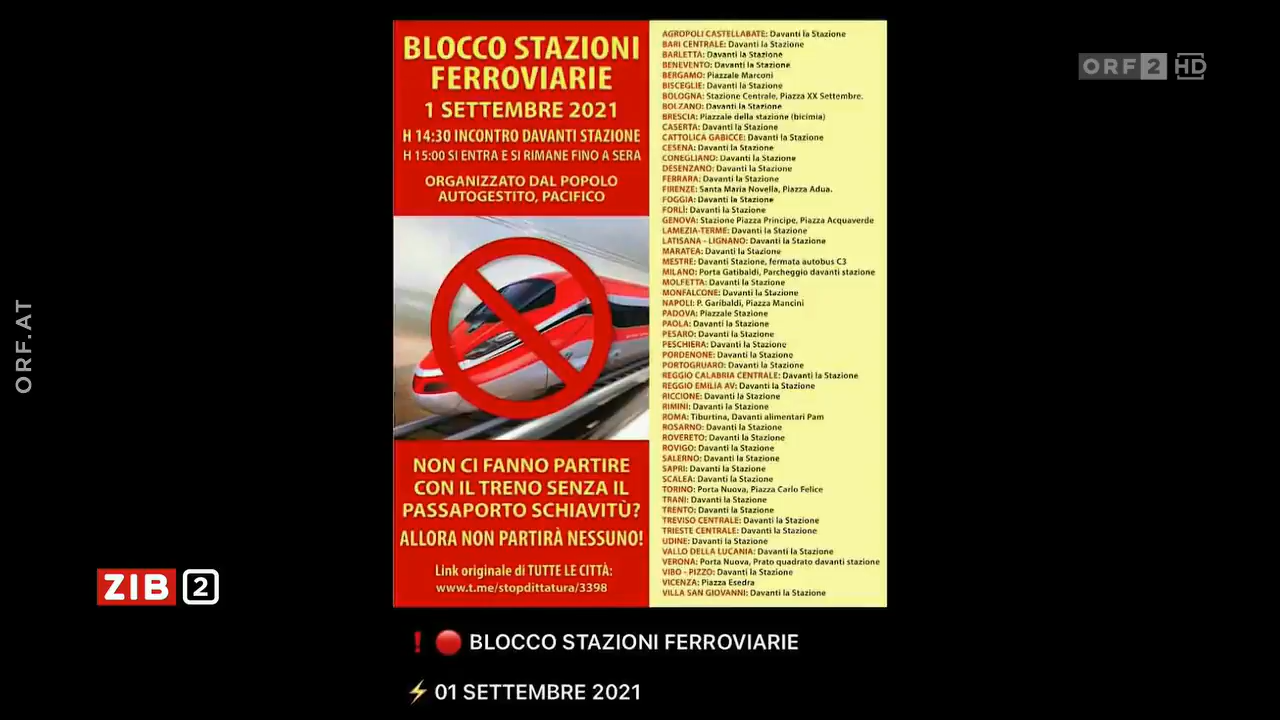 BLOCCO STAZIONI
FERROVIARIE
1 SETTEMBRE 2021
H 14:30 INCONTRO DAVANTI STAZIONE
H 15:00 SI ENTRA E SI RIMANE FINO A SERA
ORGANIZZATO DAL POPOLO
AUTOGESTITO, PACIFICO
NON CI FANNO PARTIRE
CON IL TRENO SENZA IL
PASSAPORTO SCHIAVITÙ?
ALLORA NON PARTIRÀ NESSUNO!
Link originale di TUTTE LE CITTÀ:
www.t.me/stopdittatura/3398
AGROPOLI CASTELLABATE: Davanti la Stazione
BARI CENTRALE: Davanti la Stazione
BARLETTA: Davanti la Stazione
BENEVENTO: Davanti la Stazione
BERGAMO: Piazzale Marconi
BISCEGLIE: Davanti la Stazione
BOLOGNA: Stazione Centrale, Piazza XX Settembre.
BOLZANO: Davanti la Stazione
BRESCIA: Piazzale della stazione (bicimia)
CASERTA: Davanti la Stazione
CATTOLICA GABICCE: Davanti la Stazione
CESENA: Davanti la Stazione
CONEGLIANO: Davanti la Stazione
DESENZANO: Davanti la Stazione
FERRARA: Davanti la Stazione
FIRENZE: Santa Maria Novella, Piazza Adua.
FOGGIA: Davanti la Stazione
FORLÌ: Davanti la Stazione
GENOVA: Stazione Piazza Principe, Piazza Acquaverde
LAMEZIA-TERME: Davanti la Stazione
LATISANA - LIGNANO: Davanti la Stazione
MARATEA: Davanti la Stazione
MESTRE: Davanti Stazione, fermata autobus C3
MILANO: Porta Gatibaldi, Parcheggio davanti stazione
MOLFETTA: Davanti la Stazione
MONFALCONE: Davanti la Stazione
NAPOLI: P. Garibaldi, Piazza Mancini
PADOVA: Piazzale Stazione
PAOLA: Davanti la Stazione
PESARO: Davanti la Stazione
PESCHIERA: Davanti la Stazione
PORDENONE: Davanti la Stazione
PORTOGRUARO: Davanti la Stazione
REGGIO CALABRIA CENTRALE: Davanti la Stazione
REGGIO EMILIA AV: Davanti la Stazione
RICCIONE: Davanti la Stazione
RIMINI: Davanti la Stazione
ROMA: Tiburtina, Davanti alimentari Pam
ROSARNO: Davanti la Stazione
ROVERETO: Davanti la Stazione
ROVIGO: Davanti la Stazione
SALERNO: Davanti la Stazione
SAPRI: Davanti la Stazione
SCALEA: Davanti la Stazione
TORINO: Porta Nuova, Piazza Carlo Felice
TRANI: Davanti la Stazione
TRENTO: Davanti la Stazione
TREVISO CENTRALE: Davanti la Stazione
TRIESTE CENTRALE: Davanti la Stazione
UDINE: Davanti la Stazione
VALLO DELLA LUCANIA: Davanti la Stazione
VERONA: Porta Nuova, Prato quadrato davanti stazione
VIBO - PIZZO: Davanti la Stazione
VICENZA: Piazza Esedra
VILLA SAN GIOVANNI: Davanti la Stazione
ORF 2 HD
ORF.AT
ZIB 2
❗ 🔴 BLOCCO STAZIONI FERROVIARIE
⚡ 01 SETTEMBRE 2021